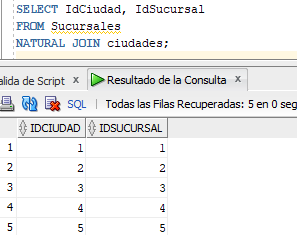 SELECT IdCiudad, IdSucursal
FROM Sucursales
NATURAL JOIN ciudades;
alida de Script × Resultado de la Consulta ×
SQL | Todas las Filas Recuperadas: 5 en 0 seg
IDCIUDAD IDSUCURSAL
1 1 1
2 2 2
3 3 3
4 4 4
5 5 5